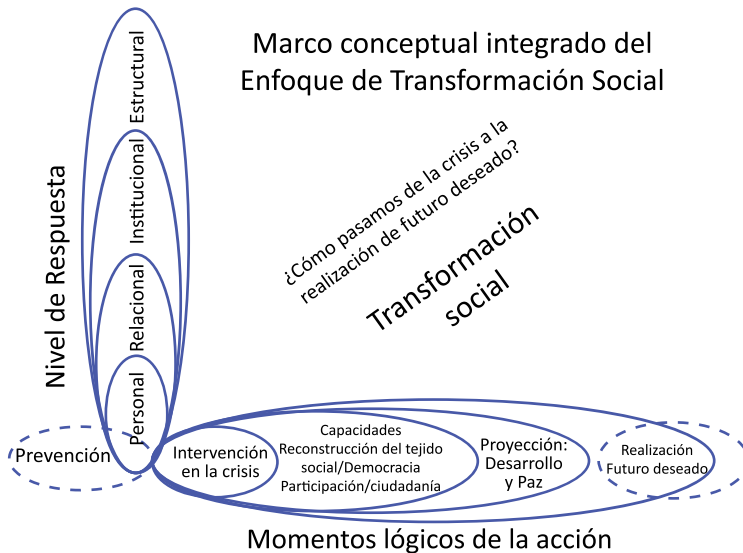 Marco conceptual integrado del
Enfoque de Transformación Social
¿Cómo pasamos de la crisis a la
realización de futuro deseado?
Transformación
social
Nivel de Respuesta
Estructural
Institucional
Relacional
Personal
Prevención
Intervención
en la crisis
Capacidades
Reconstrucción del tejido
social/Democracia
Participación/ciudadanía
Proyección:
Desarrollo
y Paz
Realización
Futuro deseado
Momentos lógicos de la acción